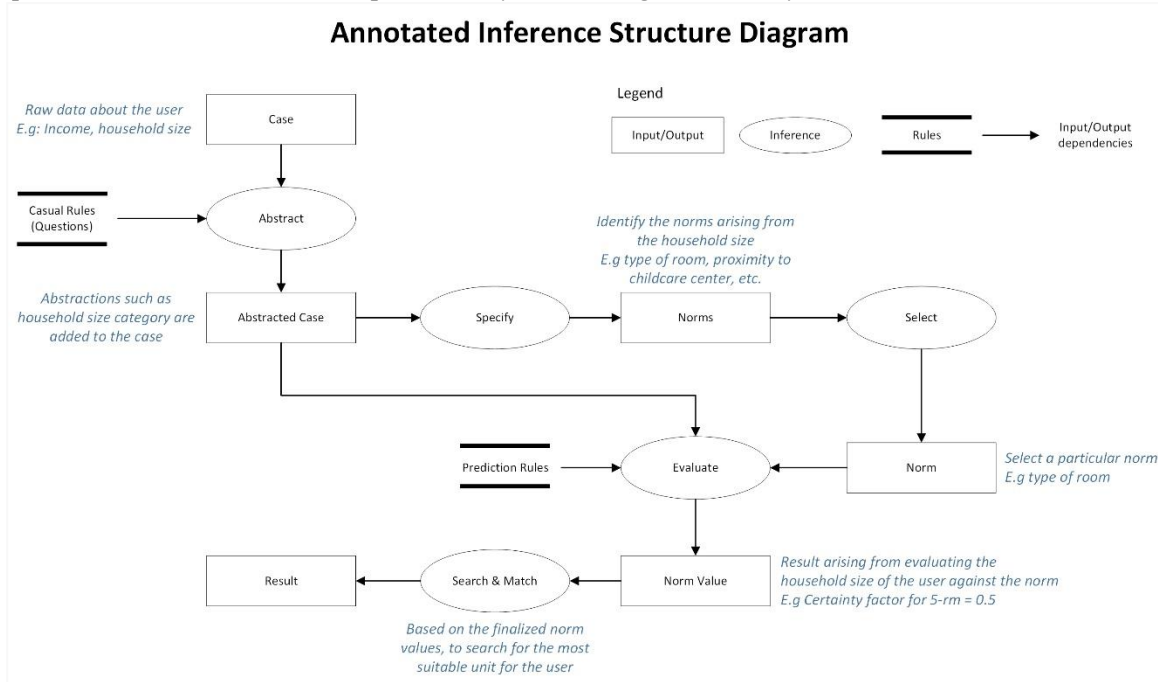 Annotated Inference Structure Diagram
Raw data about the user
E.g: Income, household size
Case
Legend
Input/Output
Inference
Rules
Input/Output
dependencies
Casual Rules
(Questions)
Abstract
Identify the norms arising from
the household size
E.g type of room, proximity to
childcare center, etc.
Abstractions such as
household size category are
added to the case
Abstracted Case
Specify
Norms
Select
Prediction Rules
Evaluate
Norm
Select a particular norm
E.g type of room
Result
Search & Match
Norm Value
Result arising from evaluating the
household size of the user against the norm
E.g Certainty factor for 5-rm = 0.5
Based on the finalized norm
values, to search for the most
suitable unit for the user